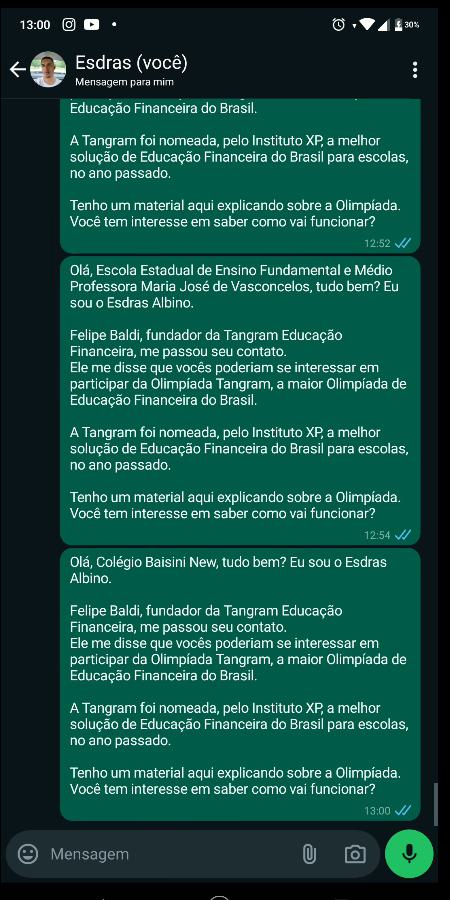 13:00
30%
Esdras (você)
Mensagem para mim
Educação Financeira do Brasil.
A Tangram foi nomeada, pelo Instituto XP, a melhor
solução de Educação Financeira do Brasil para escolas,
no ano passado.
Tenho um material aqui explicando sobre a Olimpíada.
Você tem interesse em saber como vai funcionar?
12:52
Olá, Escola Estadual de Ensino Fundamental e Médio
Professora Maria José de Vasconcelos, tudo bem? Eu
sou o Esdras Albino.
Felipe Baldi, fundador da Tangram Educação
Financeira, me passou seu contato.
Ele me disse que vocês poderiam se interessar em
participar da Olimpíada Tangram, a maior Olimpíada de
Educação Financeira do Brasil.
A Tangram foi nomeada, pelo Instituto XP, a melhor
solução de Educação Financeira do Brasil para escolas,
no ano passado.
Tenho um material aqui explicando sobre a Olimpíada.
Você tem interesse em saber como vai funcionar?
12:54
Olá, Colégio Baisini New, tudo bem? Eu sou o Esdras
Albino.
Felipe Baldi, fundador da Tangram Educação
Financeira, me passou seu contato.
Ele me disse que vocês poderiam se interessar em
participar da Olimpíada Tangram, a maior Olimpíada de
Educação Financeira do Brasil.
A Tangram foi nomeada, pelo Instituto XP, a melhor
solução de Educação Financeira do Brasil para escolas,
no ano passado.
Tenho um material aqui explicando sobre a Olimpíada.
Você tem interesse em saber como vai funcionar?
13:00
Mensagem